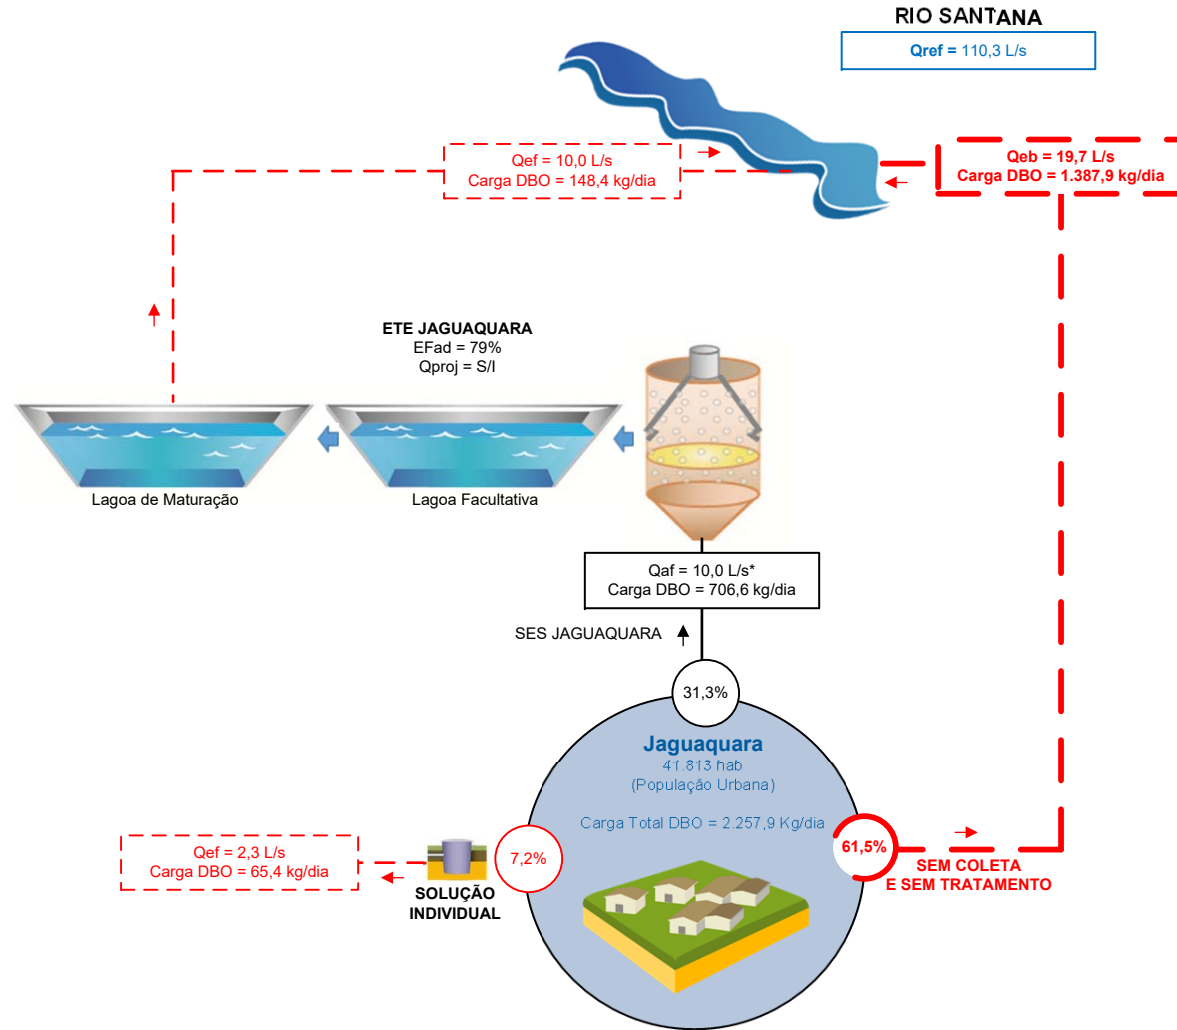 RIO SANTANA
Qref = 110,3 L/s
Qef = 10,0 L/s
Carga DBO = 148,4 kg/dia
Qeb = 19,7 L/s
Carga DBO = 1.387,9 kg/dia
ETE JAGUAQUARA
EFad = 79%
Qproj = S/I
Lagoa de Maturação
Lagoa Facultativa
Qaf = 10,0 L/s*
Carga DBO = 706,6 kg/dia
SES JAGUAQUARA
31,3%
Jaguaquara
41.813 hab
(População Urbana)
Carga Total DBO = 2.257,9 Kg/dia
Qef = 2,3 L/s
Carga DBO = 65,4 kg/dia
7,2%
61,5%
SOLUÇÃO
INDIVIDUAL
SEM COLETA
E SEM TRATAMENTO